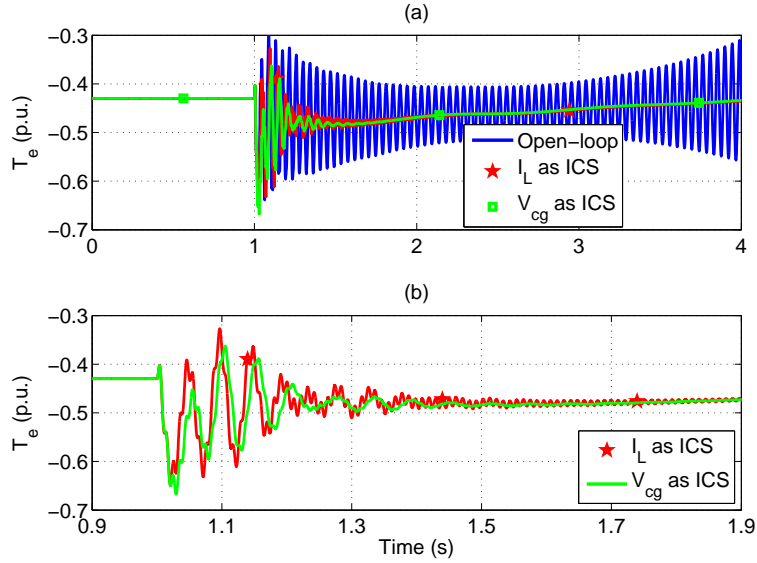 (a)
−0.3
−0.4
−0.5
−0.6
−0.7
T_e (p.u.)
0
1
2
3
4
Open−loop
I_L as ICS
V_cg as ICS
(b)
−0.3
−0.4
−0.5
−0.6
−0.7
T_e (p.u.)
0.9
1.1
1.3
1.5
1.7
1.9
I_L as ICS
V_cg as ICS
Time (s)